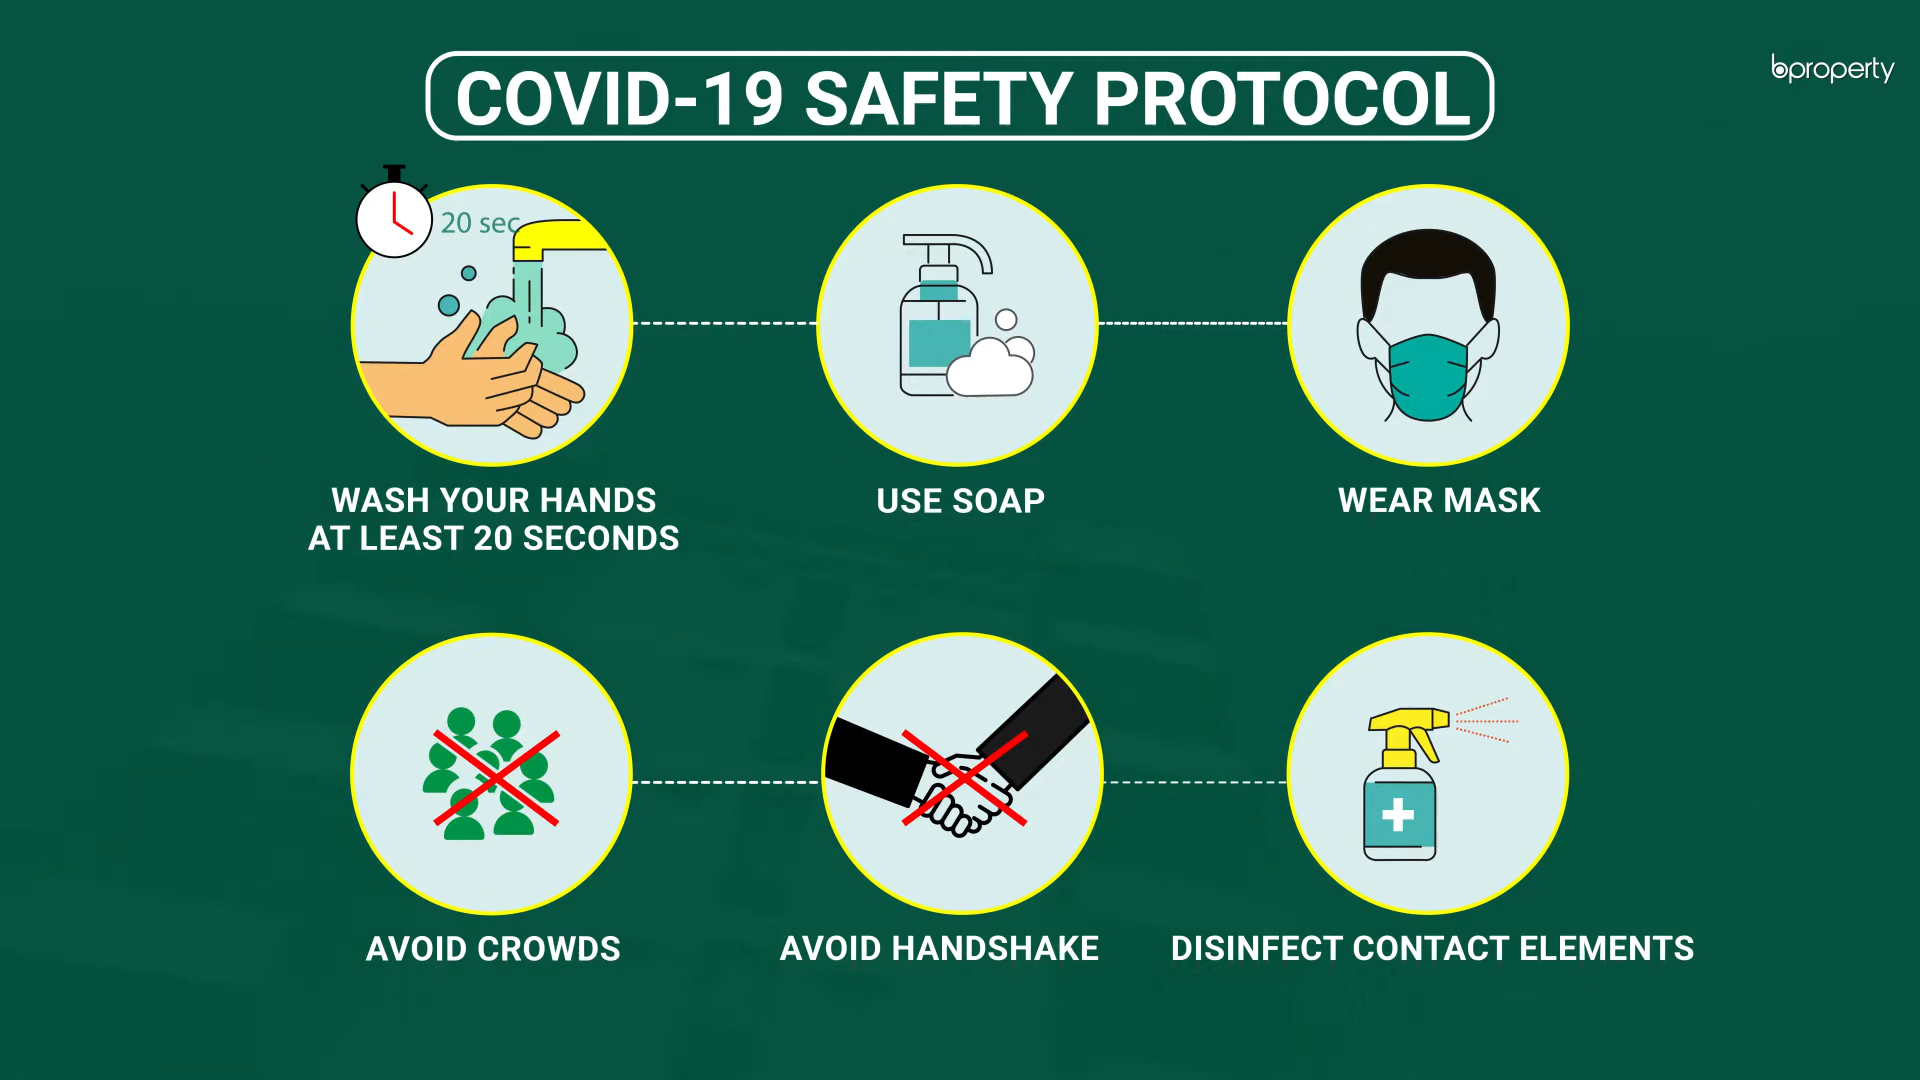 COVID-19 SAFETY PROTOCOL
bproperty
20 sec
WASH YOUR HANDS
AT LEAST 20 SECONDS
USE SOAP
WEAR MASK
AVOID CROWDS
AVOID HANDSHAKE
DISINFECT CONTACT ELEMENTS